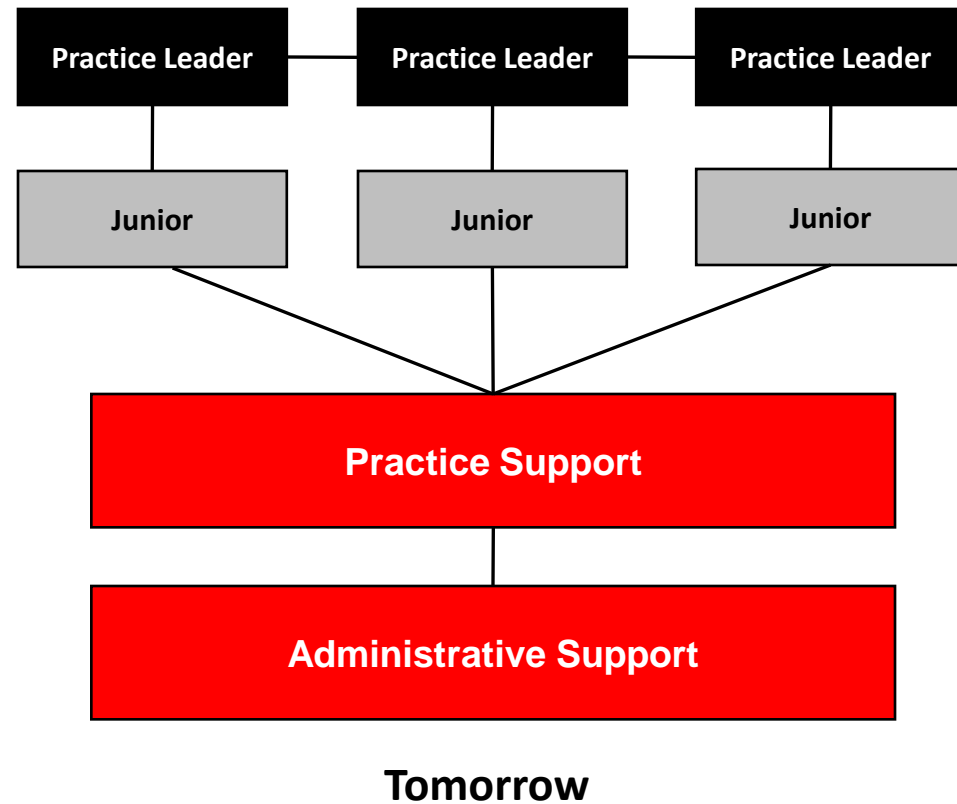 Practice Leader
Practice Leader
Practice Leader
Junior
Junior
Junior
Practice Support
Administrative Support
Tomorrow